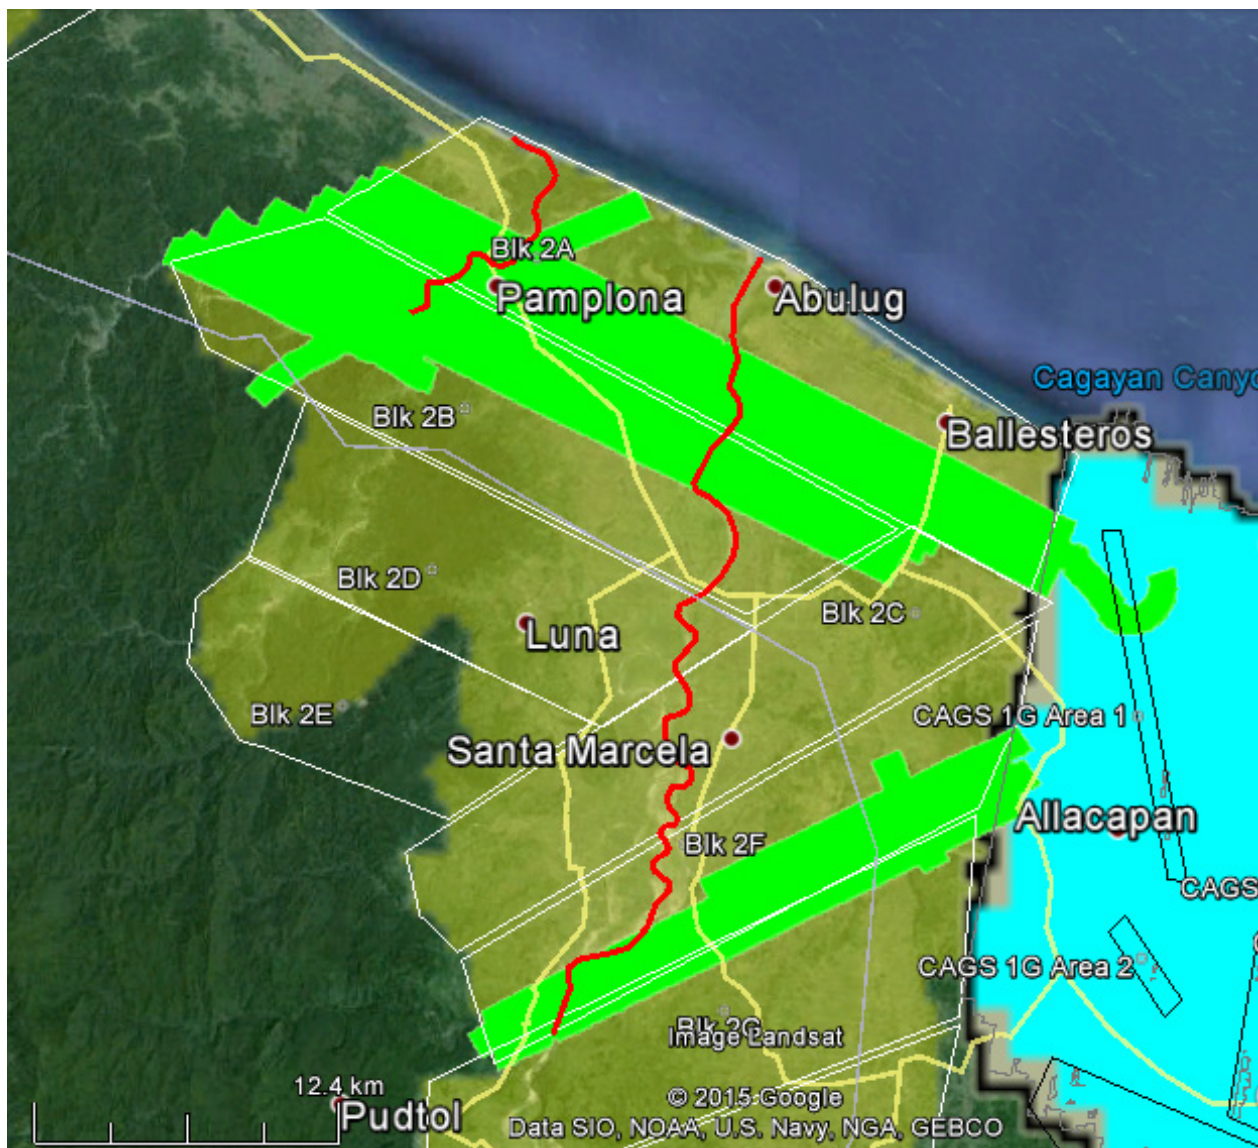 Blk 2A
Pamplona
Abulug
Cagayan Canyo
Blk 2B
Ballesteros
Blk 2D
Blk 2C
Luna
Blk 2E
CAGS 1G Area 1
Santa Marcela
Allacapan
Blk 2F
CAGS
CAGS 1G Area 2
Blk 2G
Image Landsat
12.4 km
© 2015 Google
Pudtol
Data SIO, NOAA, U.S. Navy, NGA, GEBCO